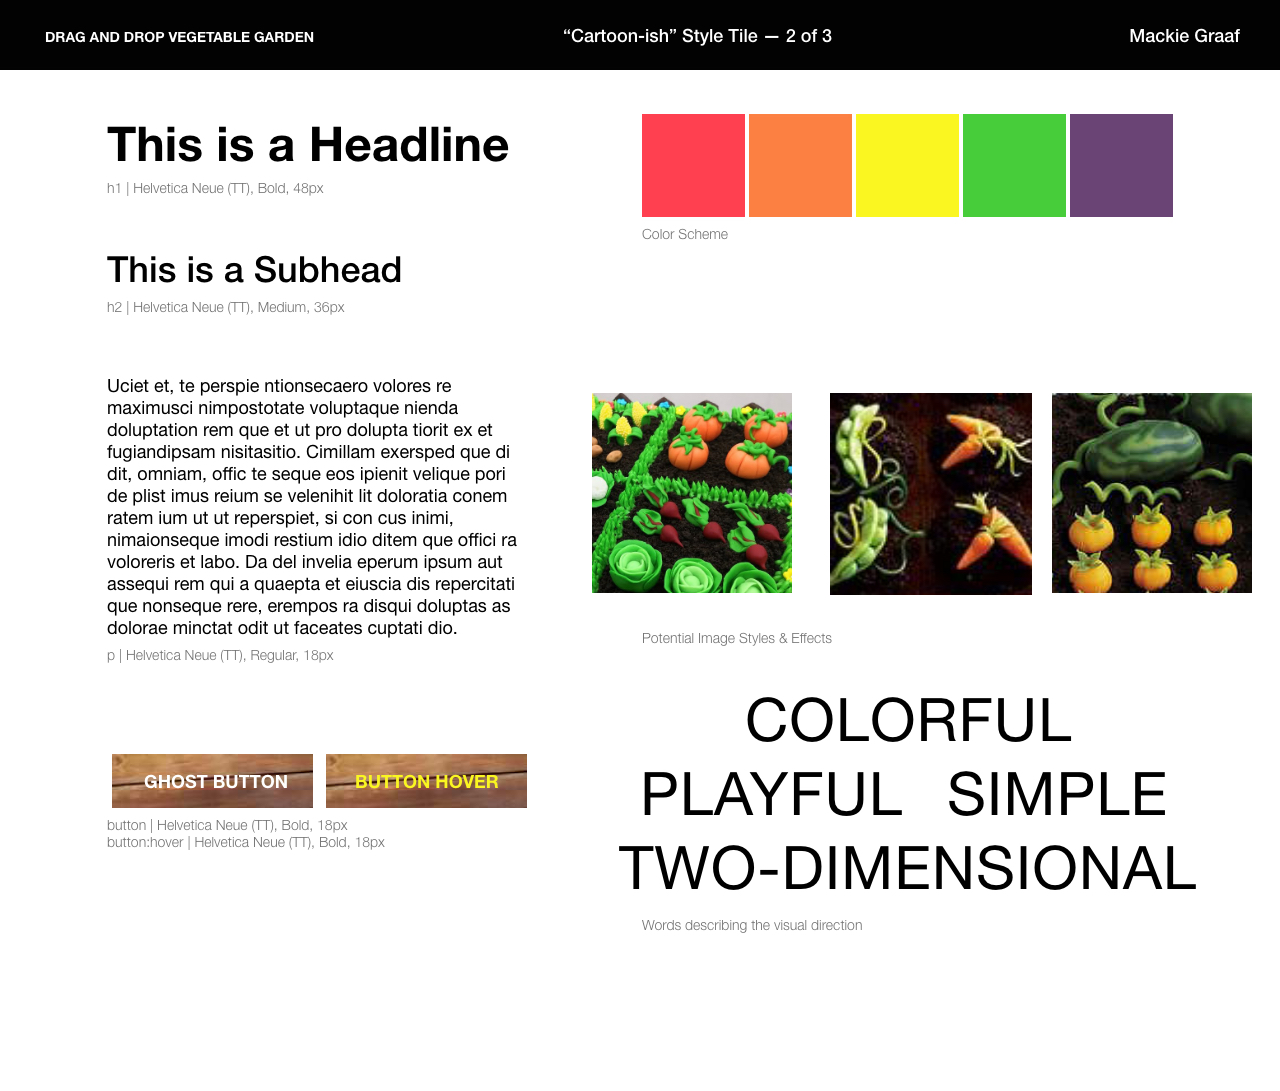 DRAG AND DROP VEGETABLE GARDEN
“Cartoon-ish” Style Tile — 2 of 3
Mackie Graaf
This is a Headline
h1 | Helvetica Neue (TT), Bold, 48px
This is a Subhead
h2 | Helvetica Neue (TT), Medium, 36px
Uciet et, te perspie ntionsecaero volores re
maximusci nimpostotate voluptaque nienda
doluptation rem que et ut pro dolupta tiorit ex et
fugiandipsam nisitasitio. Cimillam exersped que di
dit, omniam, offic te seque eos ipienit velique pori
de plist imus reium se velenihit lit doloratia conem
ratem ium ut ut reperspiet, si con cus inimi,
nimaionseque imodi restium idio ditem que offici ra
voloreris et labo. Da del invelia eperum ipsum aut
assequi rem qui a quaepta et eiuscia dis repercitati
que nonseque rere, erempos ra disqui doluptas as
dolorae minctat odit ut faceates cuptati dio.
p | Helvetica Neue (TT), Regular, 18px
GHOST BUTTON
BUTTON HOVER
button | Helvetica Neue (TT), Bold, 18px
button:hover | Helvetica Neue (TT), Bold, 18px
Color Scheme
Potential Image Styles & Effects
COLORFUL
PLAYFUL SIMPLE
TWO-DIMENSIONAL
Words describing the visual direction